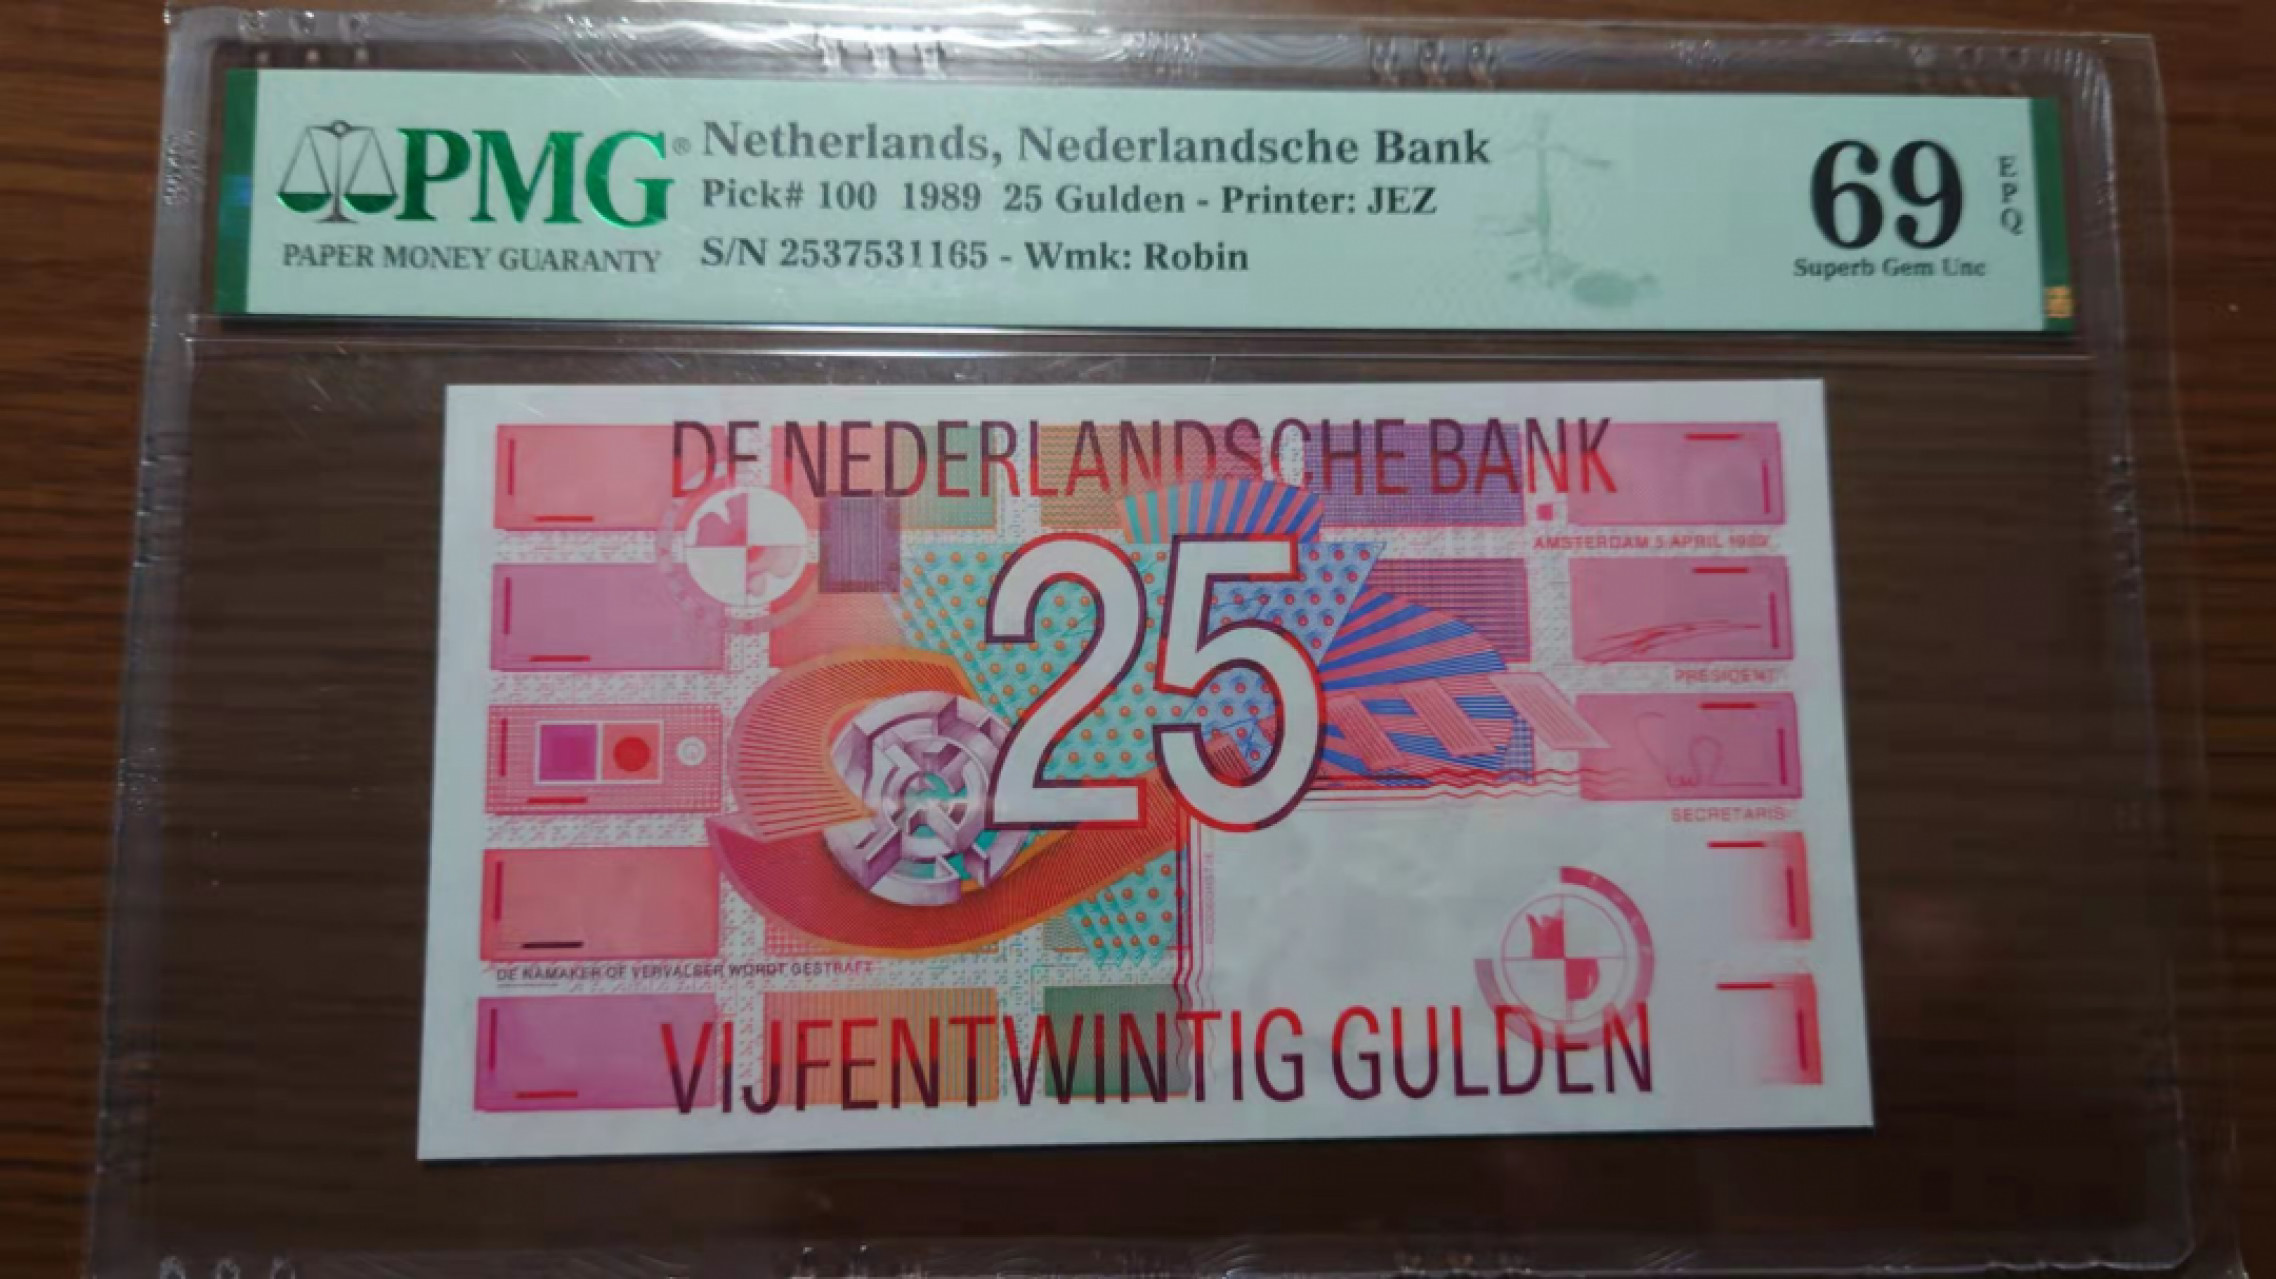 PMG®
PAPER MONEY GUARANTY
Netherlands, Nederlandsche Bank
Pick# 100 1989 25 Gulden - Printer: JEZ
S/N 2537531165 - Wmk: Robin
69
EPQ
Superb Gem Unc
DE NEDERLANDSCHE BANK
AMSTERDAM 5 APRIL 1989
25
PRESIDENT
SECRETARIS
DE NAMAKER OF VERVALSER WORDT GESTRAFT
VIJFENTWINTIG GULDEN